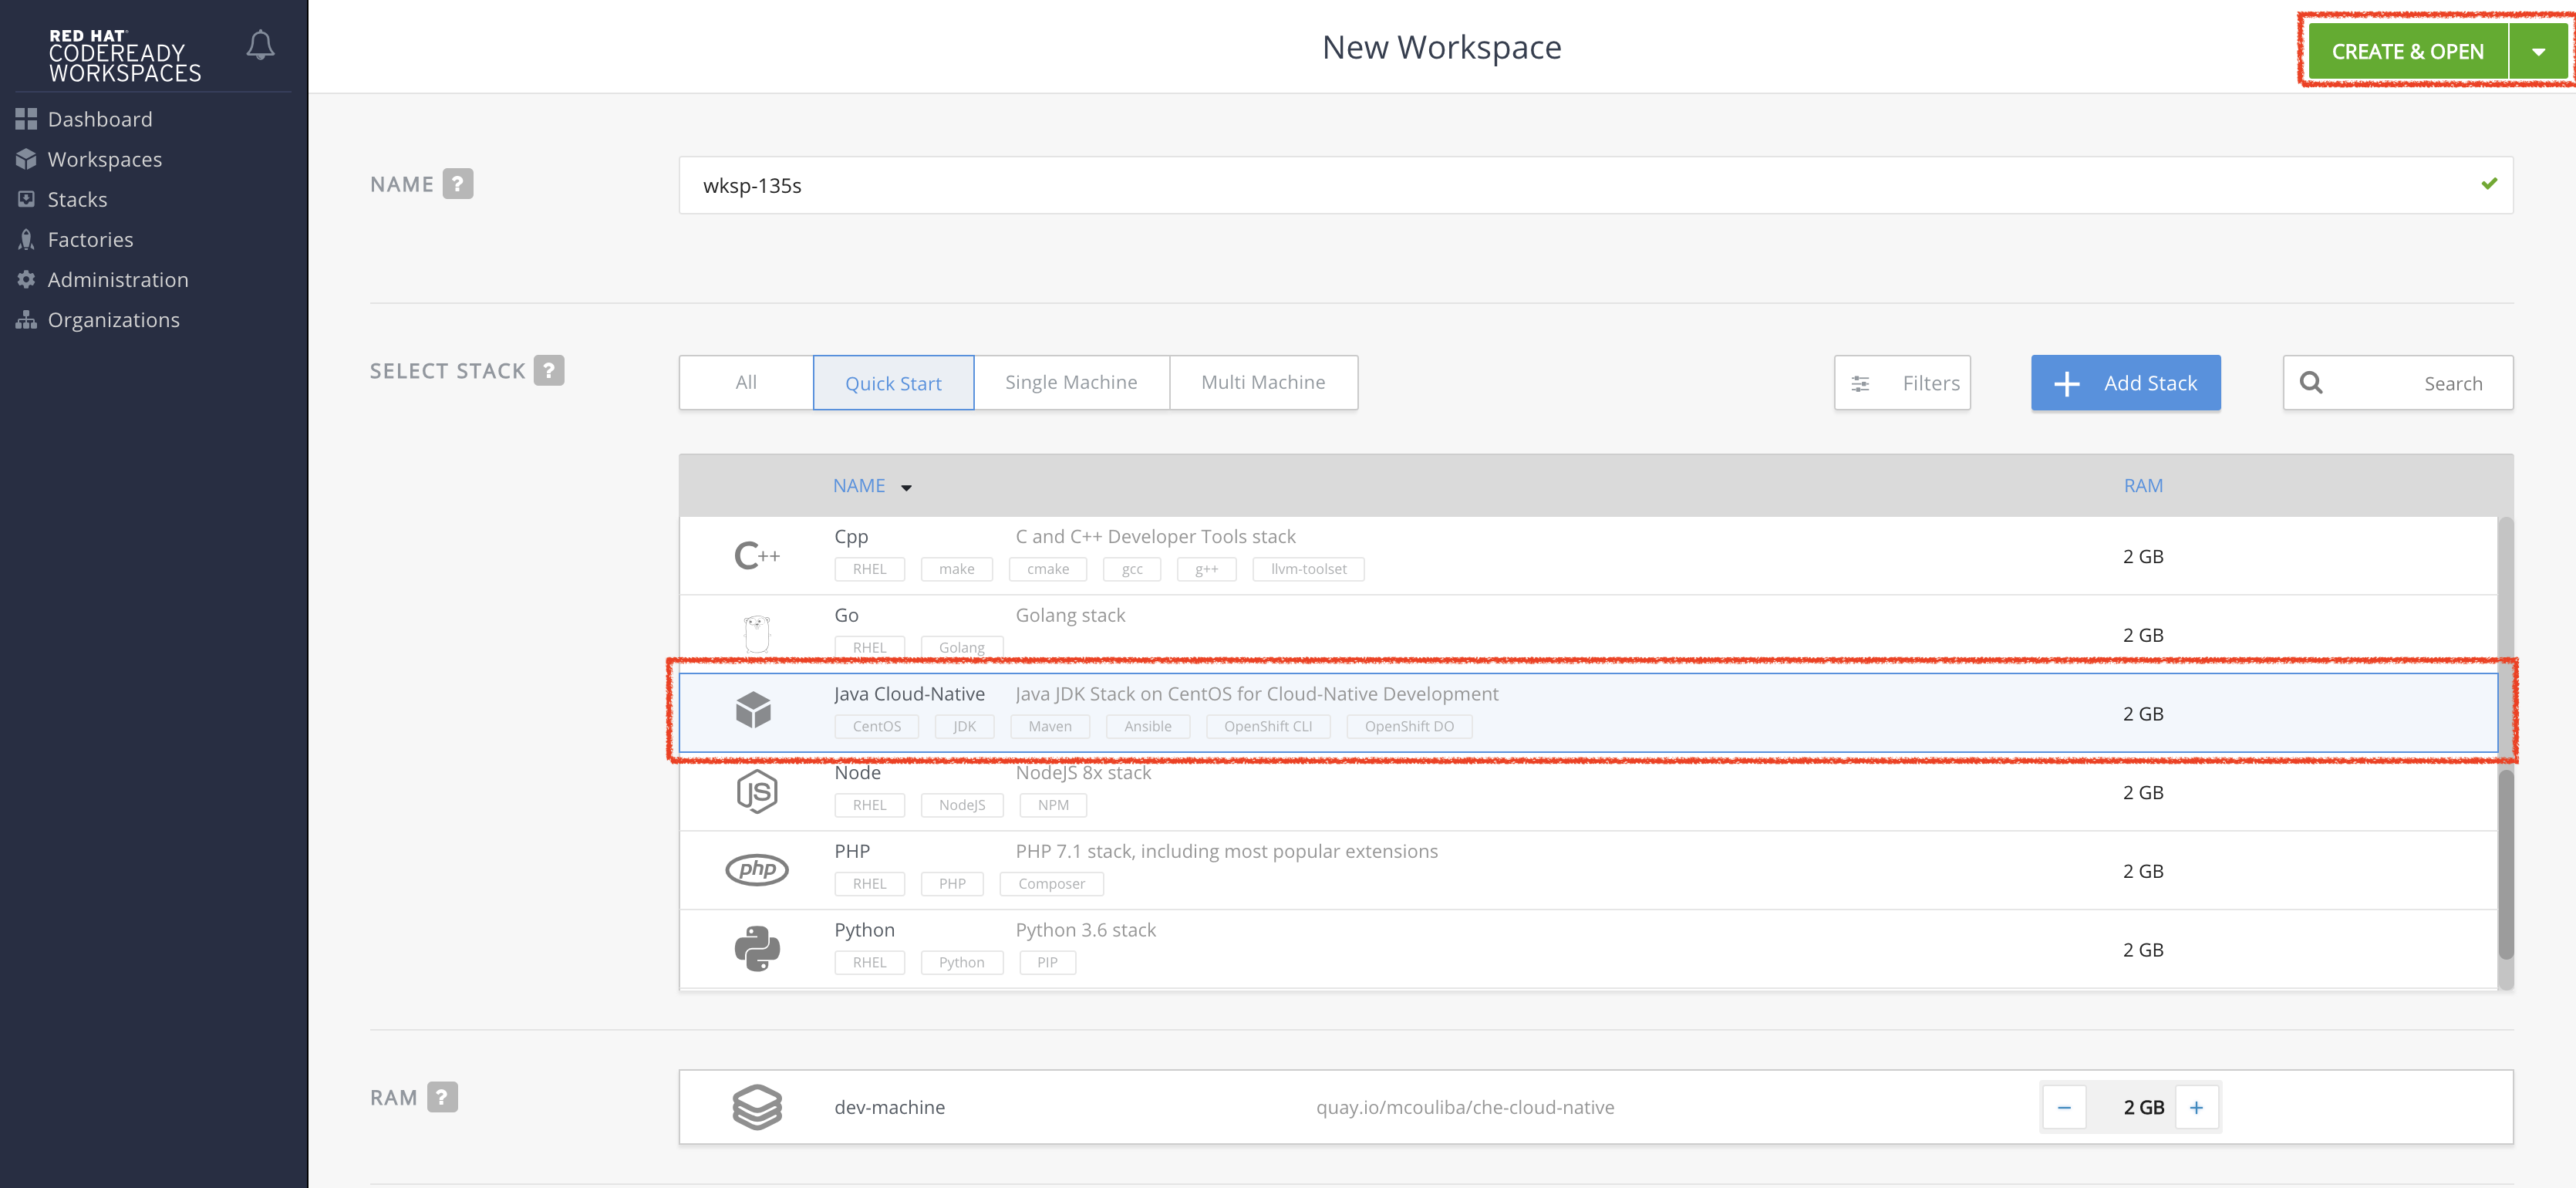 RED HAT
CODEREADY
WORKSPACES
Dashboard
Workspaces
Stacks
Factories
Administration
Organizations
New Workspace
CREATE & OPEN
NAME ?
wksp-135s
SELECT STACK ?
All
Quick Start
Single Machine
Multi Machine
Filters
Add Stack
Search
NAME
RAM
C++
Cpp
C and C++ Developer Tools stack
RHEL make cmake gcc g++ llvm-toolset
2 GB
Go
Golang stack
RHEL Golang
2 GB
Java Cloud-Native
Java JDK Stack on CentOS for Cloud-Native Development
CentOS JDK Maven Ansible OpenShift CLI OpenShift DO
2 GB
JS
Node
NodeJS 8x stack
RHEL NodeJS NPM
2 GB
php
PHP
PHP 7.1 stack, including most popular extensions
RHEL PHP Composer
2 GB
Python
Python 3.6 stack
RHEL Python PIP
2 GB
RAM ?
dev-machine
quay.io/mcouliba/che-cloud-native
− 2 GB +